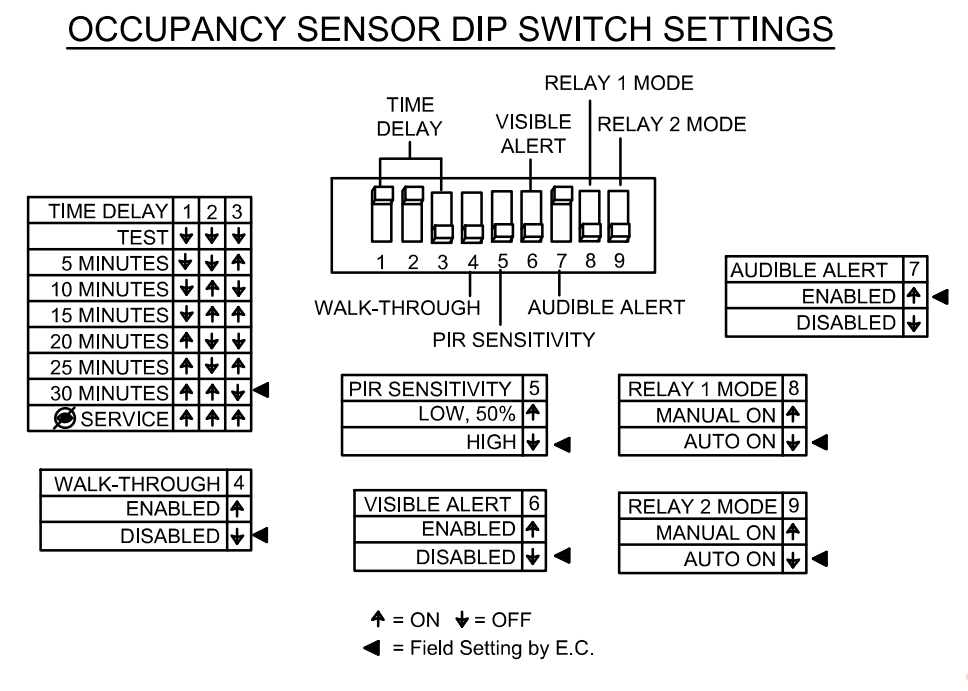 OCCUPANCY SENSOR DIP SWITCH SETTINGS
RELAY 1 MODE
TIME
DELAY
VISIBLE
ALERT
RELAY 2 MODE
1 2 3 4 5 6 7 8 9
WALK-THROUGH
AUDIBLE ALERT
PIR SENSITIVITY
TIME DELAY 1 2 3
TEST ↓ ↓ ↓
5 MINUTES ↓ ↓ ↑
10 MINUTES ↓ ↑ ↓
15 MINUTES ↓ ↑ ↑
20 MINUTES ↑ ↓ ↓
25 MINUTES ↑ ↓ ↑
30 MINUTES ↑ ↑ ↓ ◄
SERVICE ↑ ↑ ↑
AUDIBLE ALERT 7
ENABLED ↑ ◄
DISABLED ↓
PIR SENSITIVITY 5
LOW, 50% ↑
HIGH ↓ ◄
RELAY 1 MODE 8
MANUAL ON ↑
AUTO ON ↓ ◄
WALK-THROUGH 4
ENABLED ↑
DISABLED ↓ ◄
VISIBLE ALERT 6
ENABLED ↑
DISABLED ↓ ◄
RELAY 2 MODE 9
MANUAL ON ↑
AUTO ON ↓ ◄
↑ = ON ↓ = OFF
◄ = Field Setting by E.C.